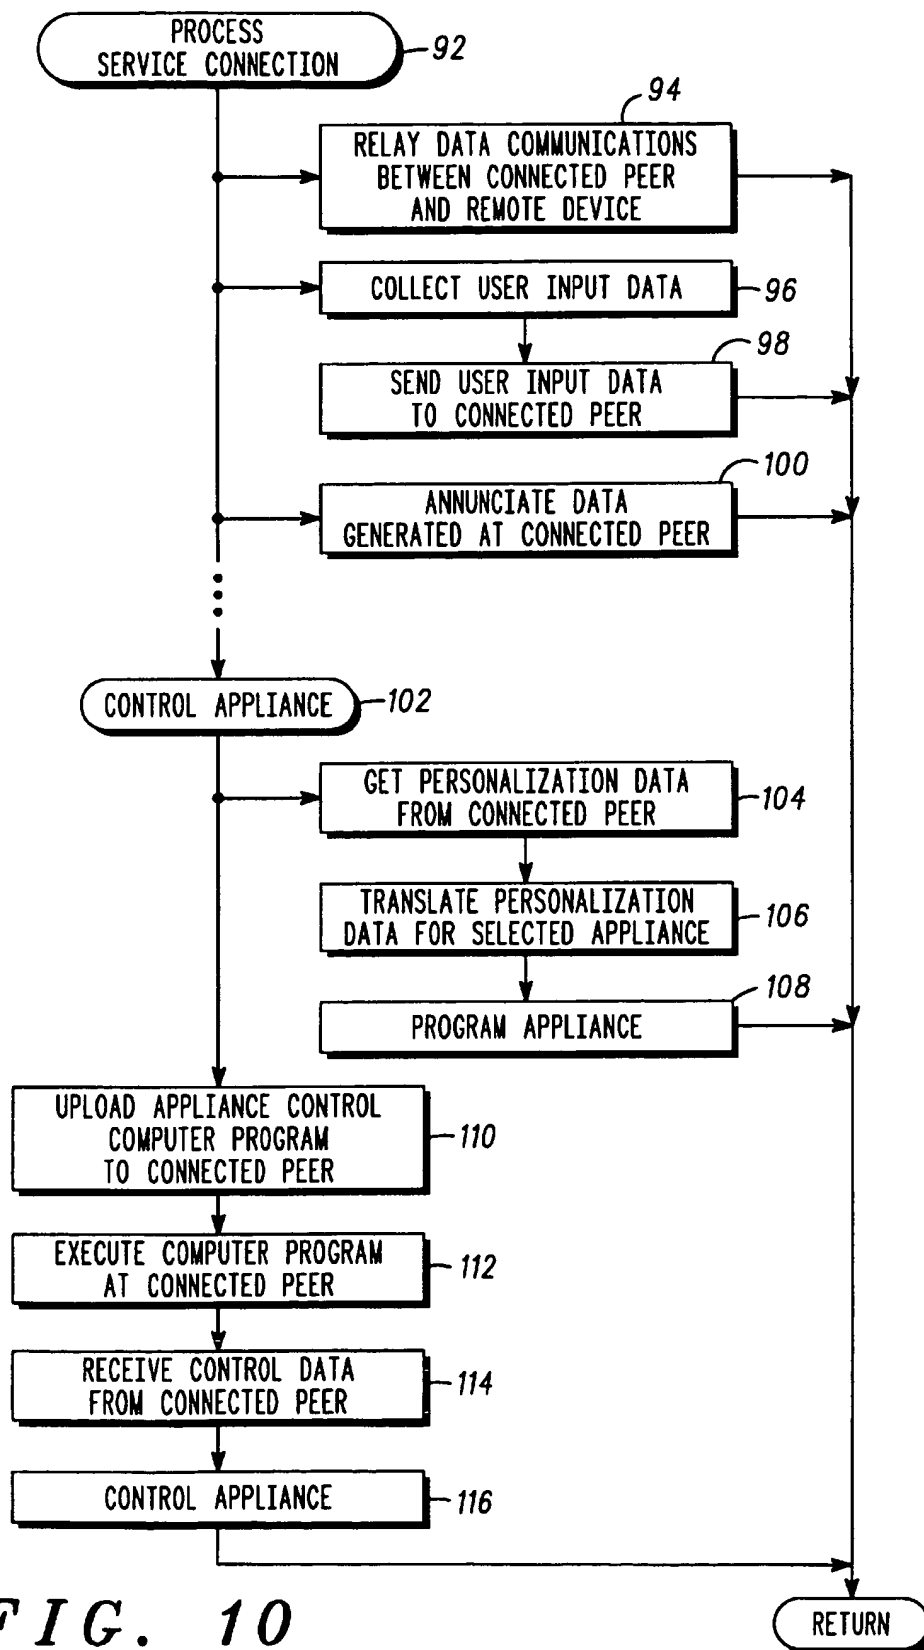 PROCESS
SERVICE CONNECTION
92
94
RELAY DATA COMMUNICATIONS
BETWEEN CONNECTED PEER
AND REMOTE DEVICE
COLLECT USER INPUT DATA
96
98
SEND USER INPUT DATA
TO CONNECTED PEER
100
ANNUNCIATE DATA
GENERATED AT CONNECTED PEER
CONTROL APPLIANCE
102
GET PERSONALIZATION DATA
FROM CONNECTED PEER
104
TRANSLATE PERSONALIZATION
DATA FOR SELECTED APPLIANCE
106
108
PROGRAM APPLIANCE
UPLOAD APPLIANCE CONTROL
COMPUTER PROGRAM
TO CONNECTED PEER
110
EXECUTE COMPUTER PROGRAM
AT CONNECTED PEER
112
RECEIVE CONTROL DATA
FROM CONNECTED PEER
114
CONTROL APPLIANCE
116
FIG. 10
RETURN